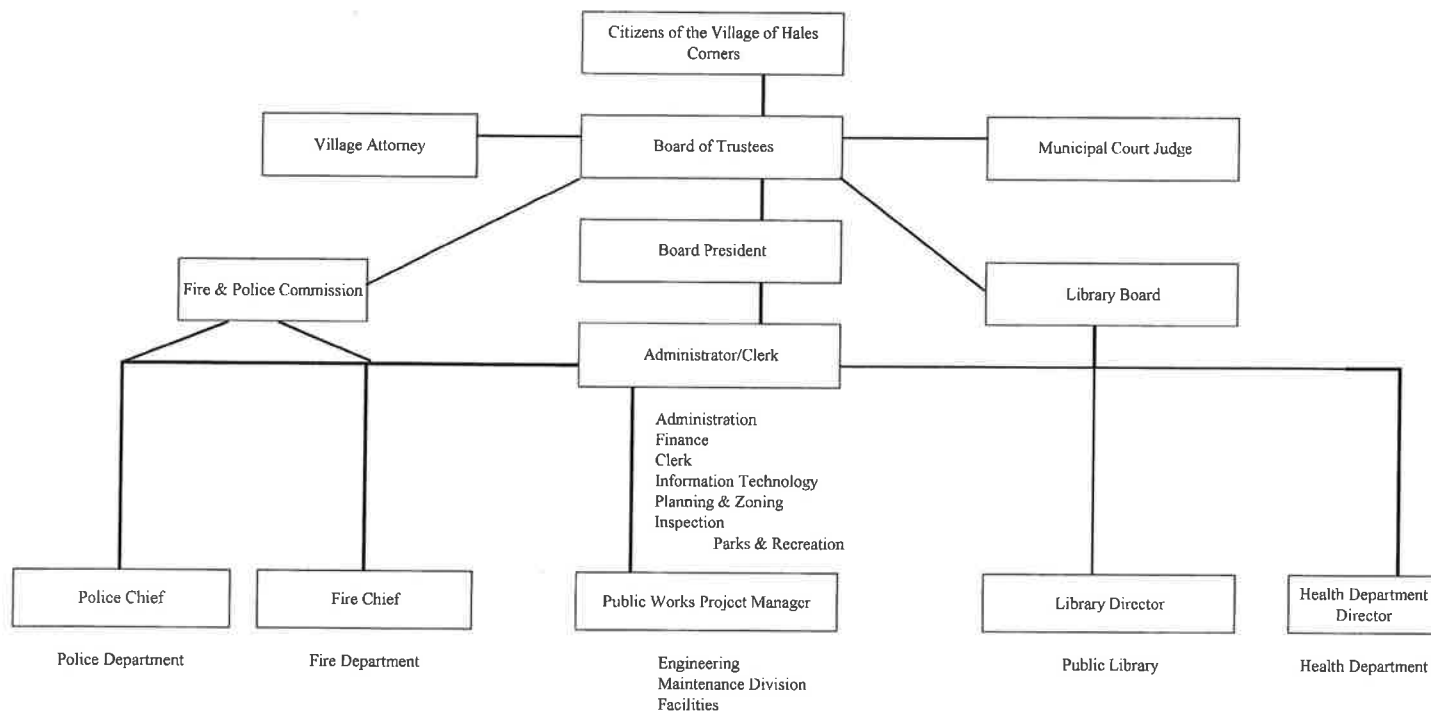 Citizens of the Village of Hales
Corners
Village Attorney
Board of Trustees
Municipal Court Judge
Board President
Fire & Police Commission
Library Board
Administrator/Clerk
Administration
Finance
Clerk
Information Technology
Planning & Zoning
Inspection
Parks & Recreation
Police Chief
Fire Chief
Public Works Project Manager
Library Director
Health Department
Director
Police Department
Fire Department
Engineering
Maintenance Division
Facilities
Public Library
Health Department